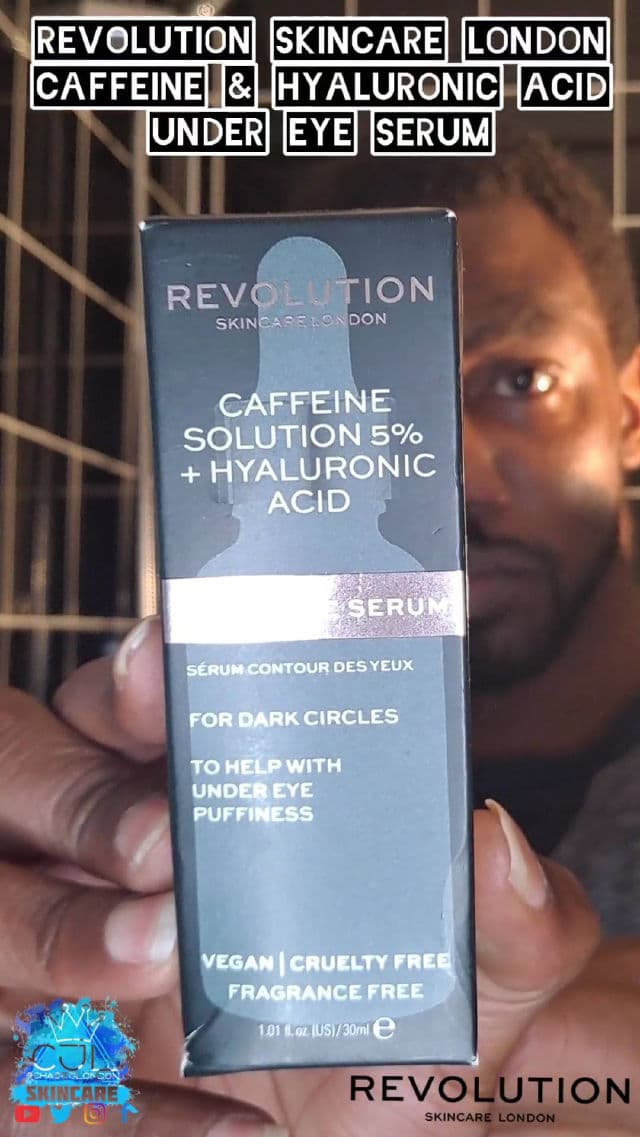 REVOLUTION SKINCARE LONDON
CAFFEINE & HYALURONIC ACID
UNDER EYE SERUM
REVOLUTION
SKINCARE LONDON
CAFFEINE
SOLUTION 5%
+ HYALURONIC
ACID
SERUM
SÉRUM CONTOUR DES YEUX
FOR DARK CIRCLES
TO HELP WITH
UNDER EYE
PUFFINESS
VEGAN | CRUELTY FREE
FRAGRANCE FREE
1.01 fl. oz. (US)/30ml e
SKINCARE
REVOLUTION
SKINCARE LONDON